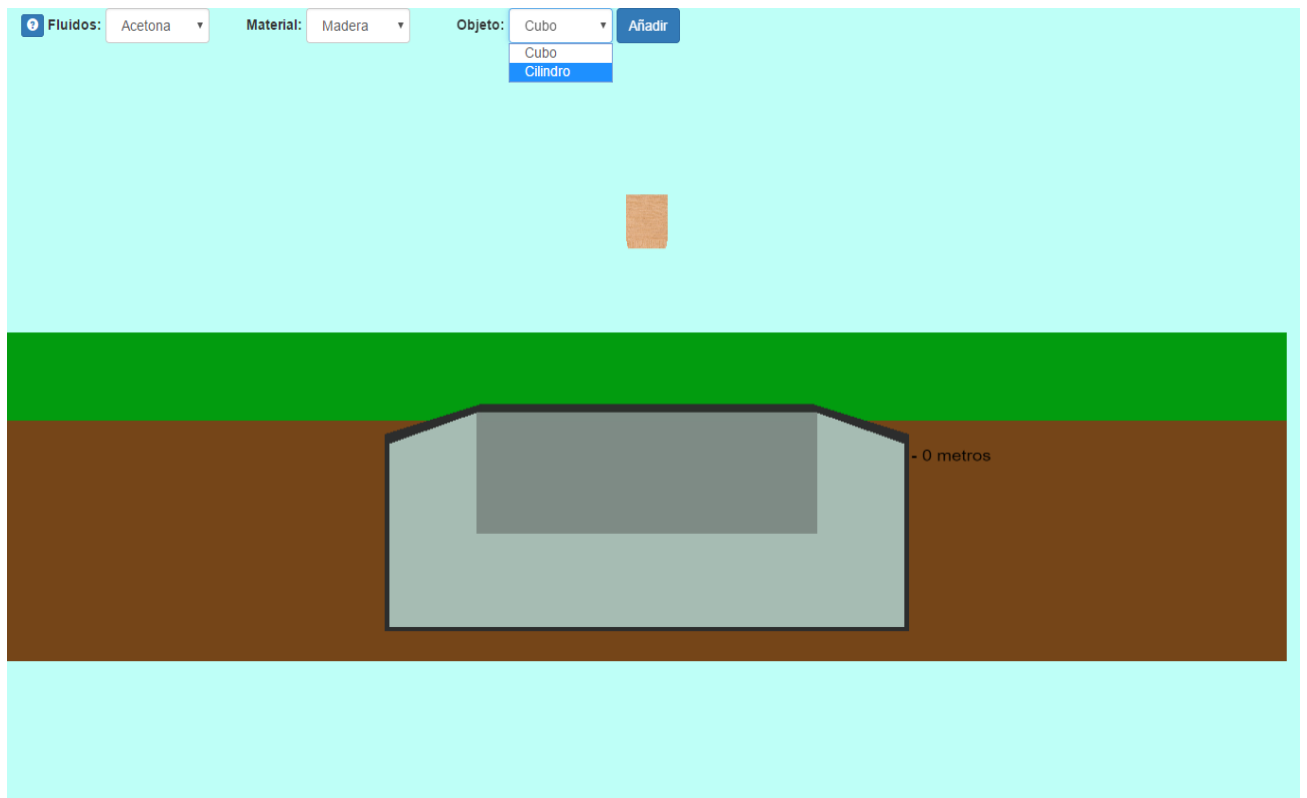 Fluidos: Acetona Material: Madera Objeto: Cubo Añadir
Cubo
Cilindro
- 0 metros